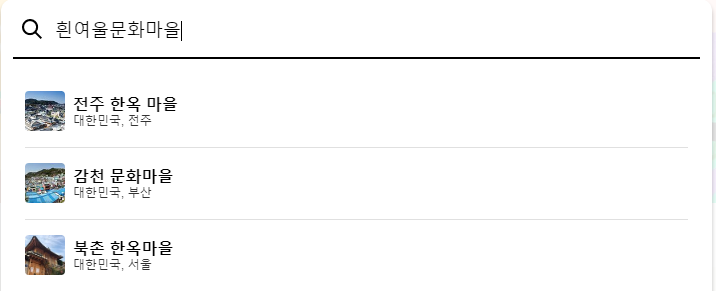 흰여울문화마을
전주 한옥 마을
대한민국, 전주
감천 문화마을
대한민국, 부산
북촌 한옥마을
대한민국, 서울